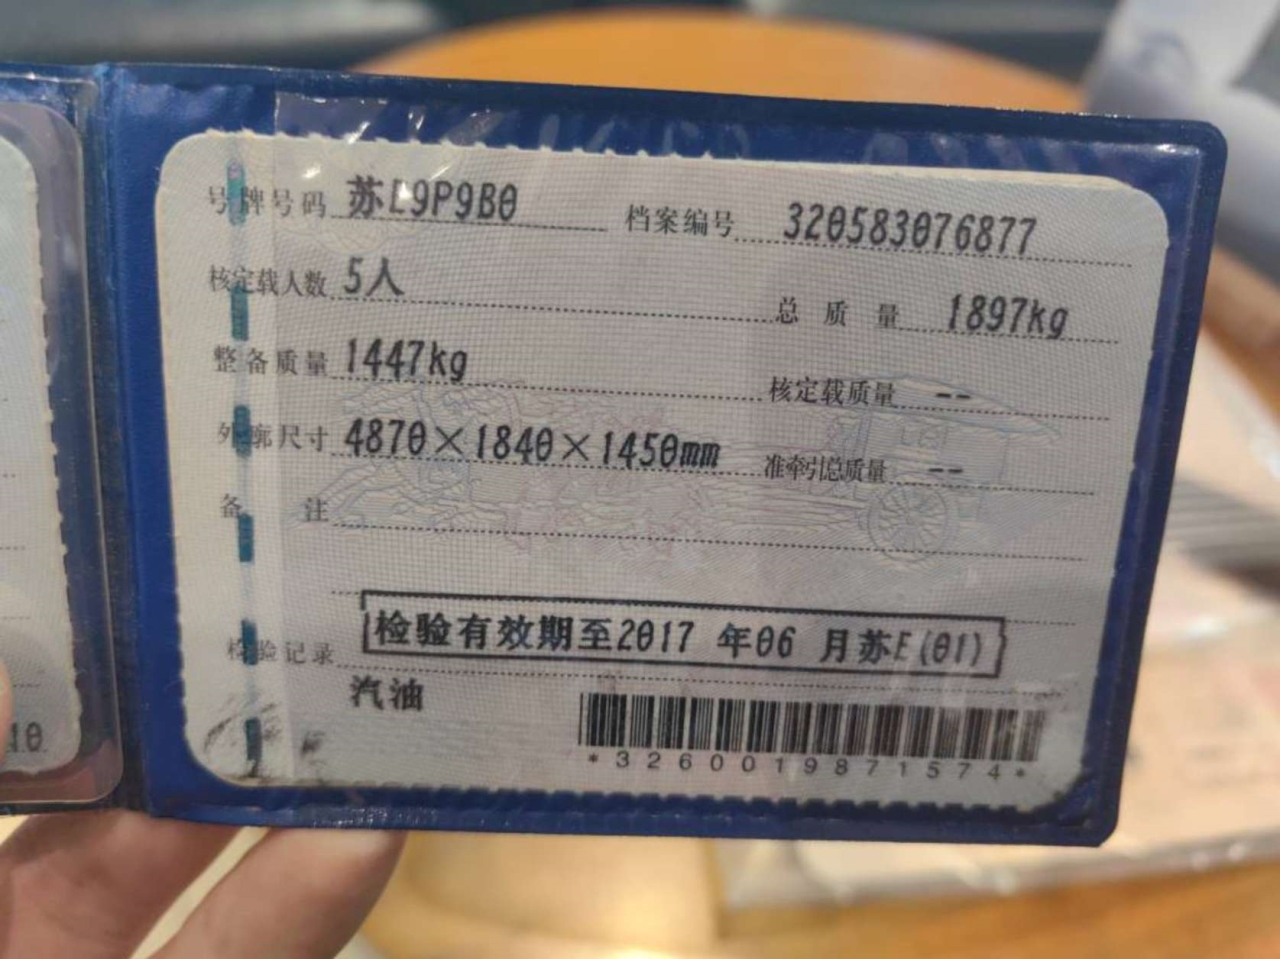 号牌号码 苏E9P9B0 档案编号 320583076877
核定载人数 5人 总质量 1897kg
整备质量 1447kg 核定载质量 --
外廓尺寸 4870×1840×1450mm 准牵引总质量 --
备注
检验记录 检验有效期至2017 年06 月苏E(01)
汽油
*3260019871574*
10